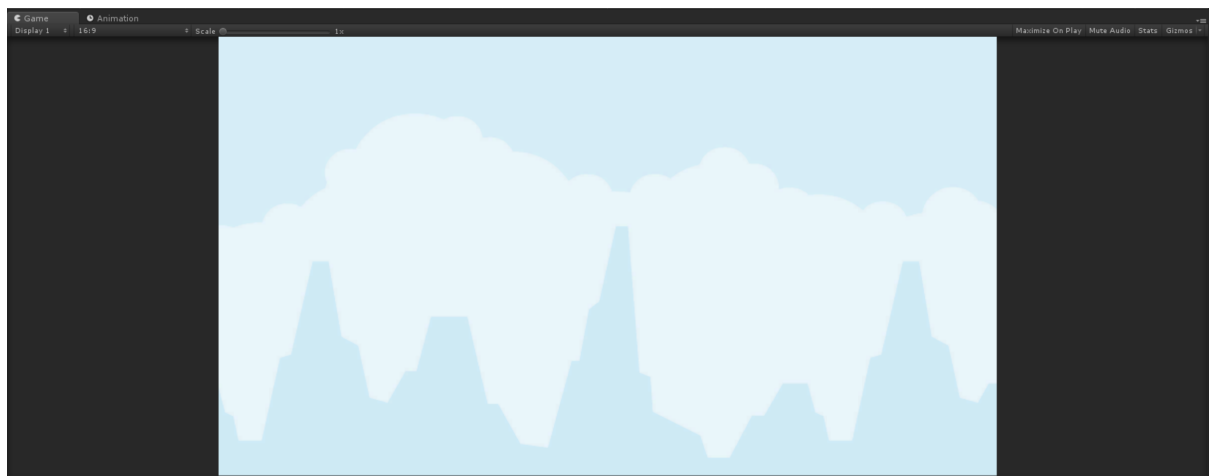 Game Animation
Display 1 16:9 Scale 1x Maximize On Play Mute Audio Stats Gizmos